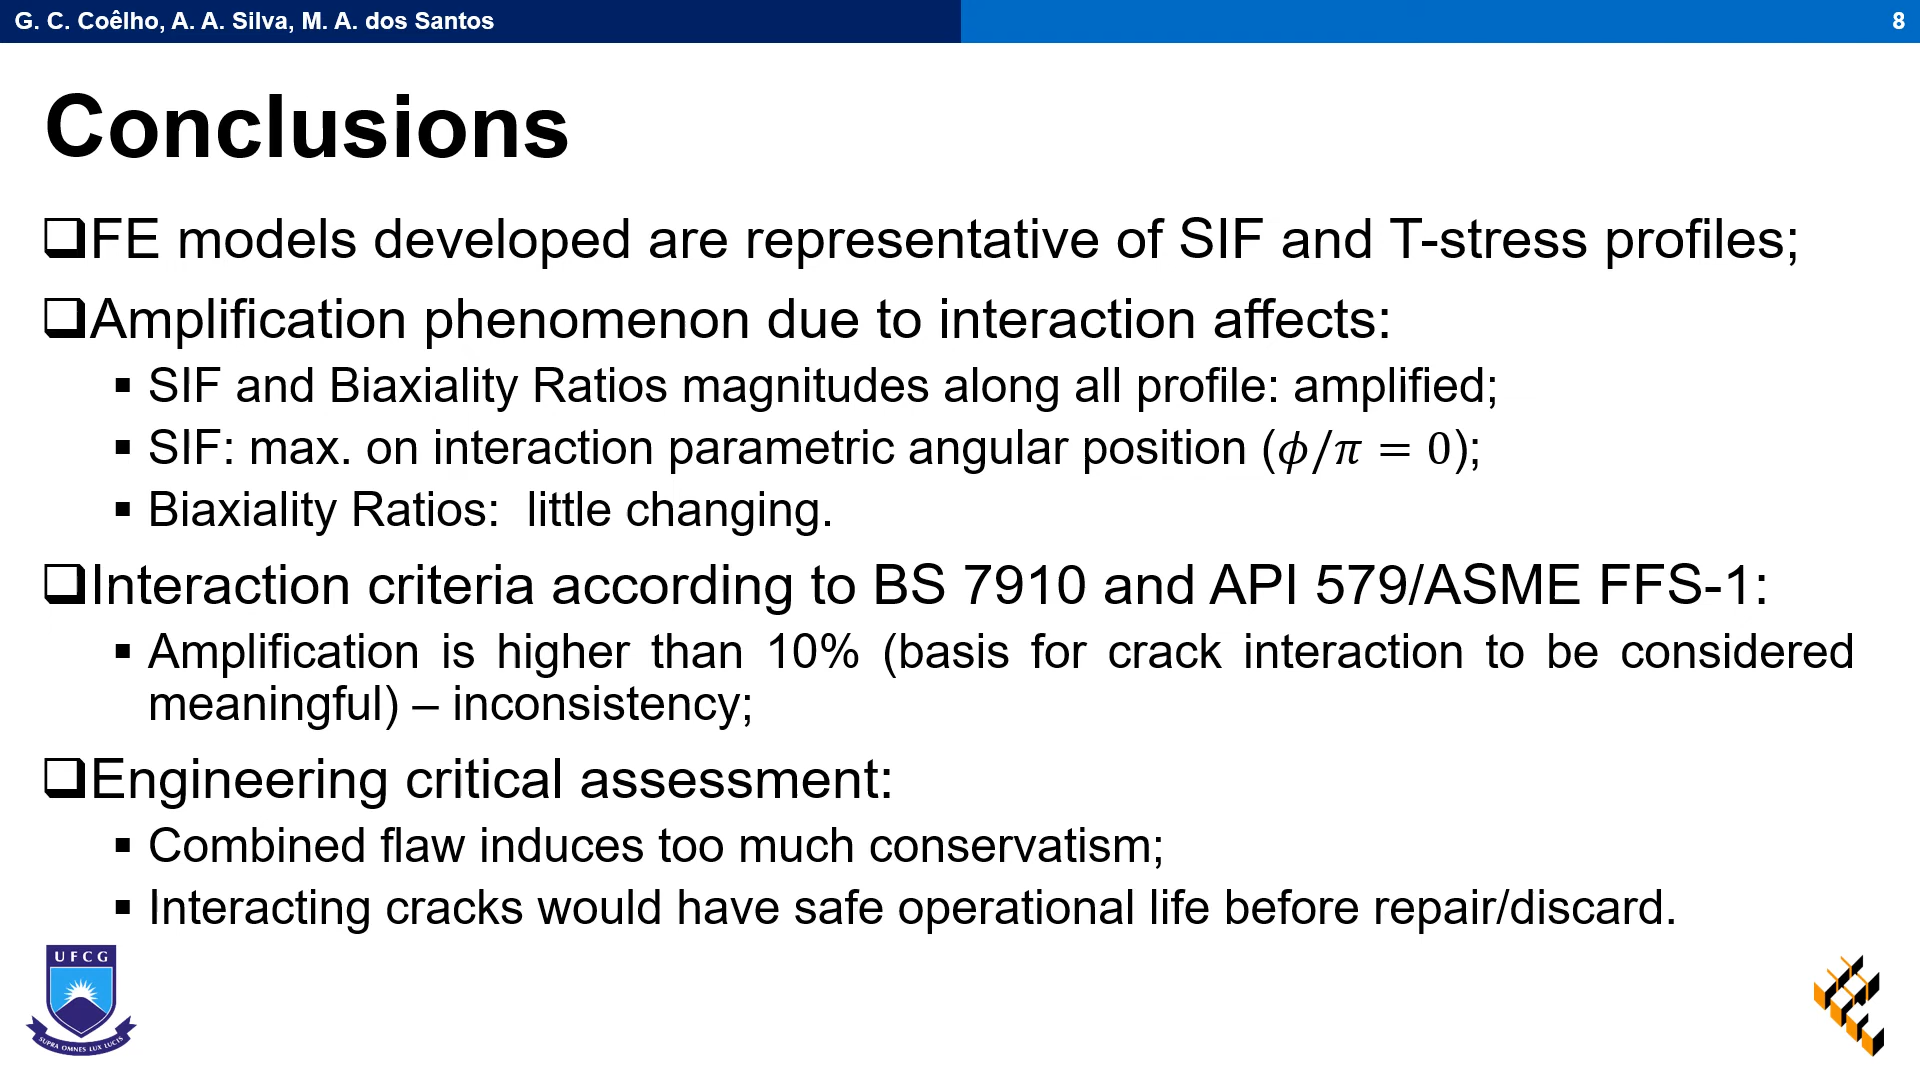 G. C. Coêlho, A. A. Silva, M. A. dos Santos
8
Conclusions
❑FE models developed are representative of SIF and T-stress profiles;
❑Amplification phenomenon due to interaction affects:
▪ SIF and Biaxiality Ratios magnitudes along all profile: amplified;
▪ SIF: max. on interaction parametric angular position (𝜙/𝜋 = 0);
▪ Biaxiality Ratios:  little changing.
❑Interaction criteria according to BS 7910 and API 579/ASME FFS-1:
▪ Amplification is higher than 10% (basis for crack interaction to be considered
meaningful) – inconsistency;
❑Engineering critical assessment:
▪ Combined flaw induces too much conservatism;
▪ Interacting cracks would have safe operational life before repair/discard.
UFCG
SUPRA OMNES LUX LUCIS